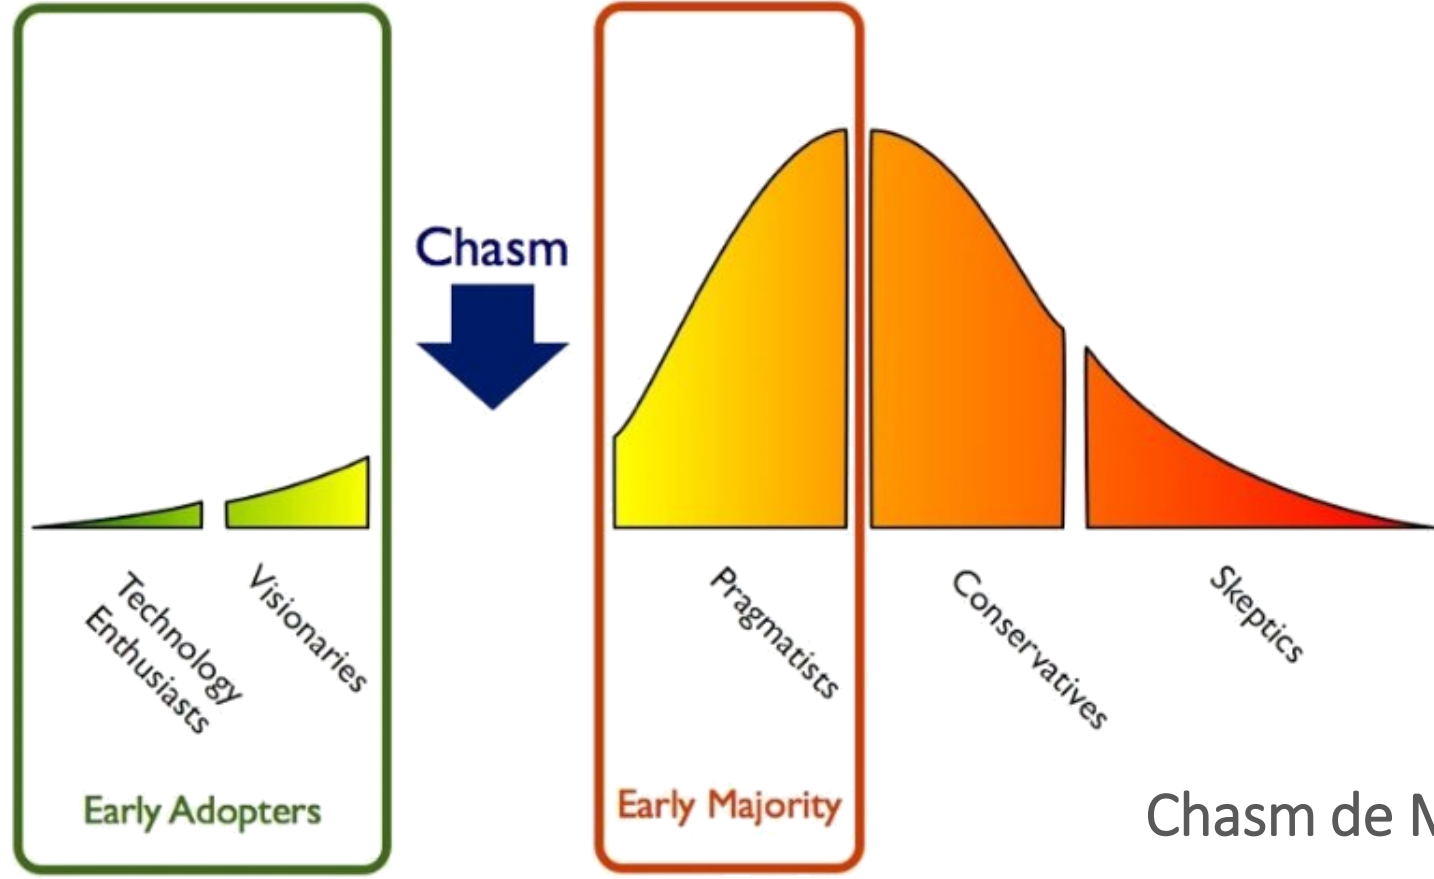 Chasm
Technology
Enthusiasts
Visionaries
Pragmatists
Conservatives
Skeptics
Early Adopters
Early Majority
Chasm de